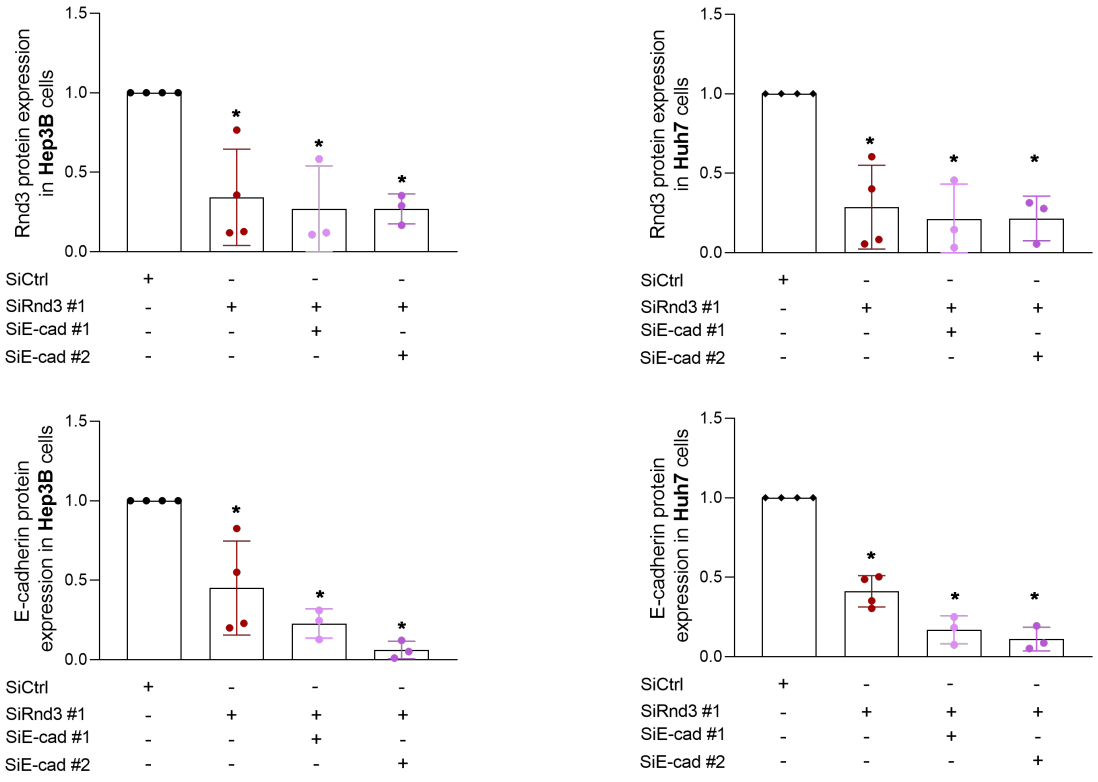 Rnd3 protein expression
in Hep3B cells
1.5
1.0
0.5
0.0
* * *
SiCtrl + - - -
SiRnd3 #1 - + + +
SiE-cad #1 - - + -
SiE-cad #2 - - - +
Rnd3 protein expression
in Huh7 cells
1.5
1.0
0.5
0.0
* * *
SiCtrl + - - -
SiRnd3 #1 - + + +
SiE-cad #1 - - + -
SiE-cad #2 - - - +
E-cadherin protein
expression in Hep3B cells
1.5
1.0
0.5
0.0
* * *
SiCtrl + - - -
SiRnd3 #1 - + + +
SiE-cad #1 - - + -
SiE-cad #2 - - - +
E-cadherin protein
expression in Huh7 cells
1.5
1.0
0.5
0.0
* * *
SiCtrl + - - -
SiRnd3 #1 - + + +
SiE-cad #1 - - + -
SiE-cad #2 - - - +